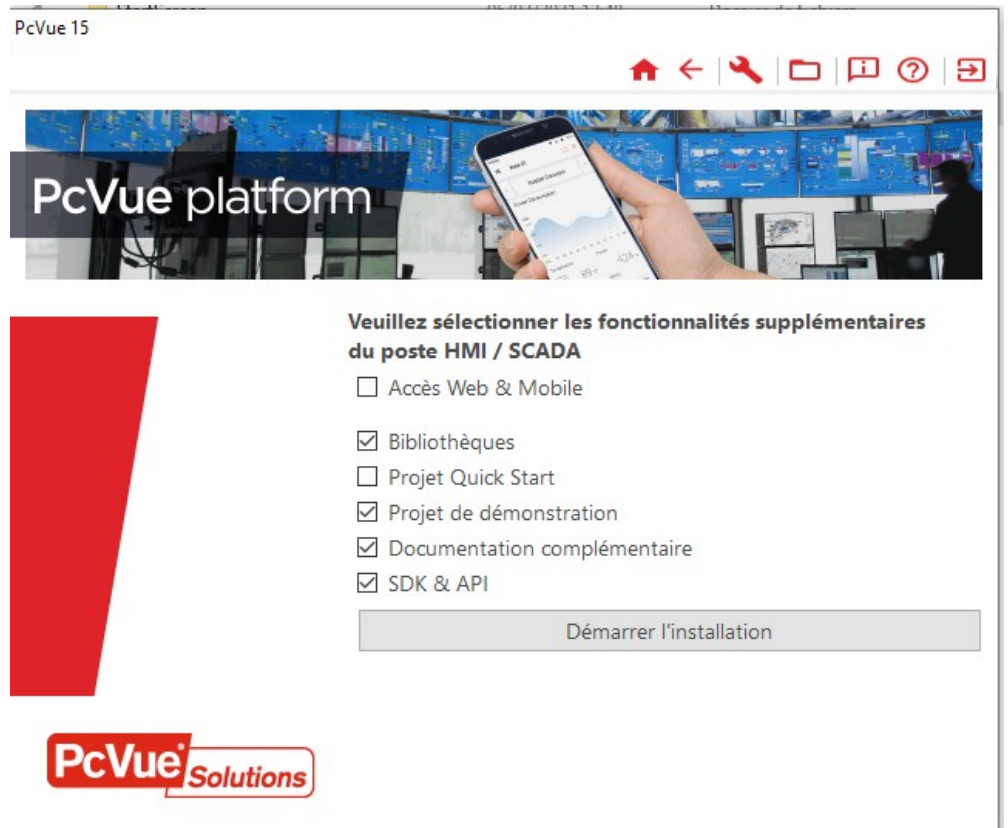 PcVue 15
PcVue platform
Veuillez sélectionner les fonctionnalités supplémentaires
du poste HMI / SCADA
Accès Web & Mobile
Bibliothèques
Projet Quick Start
Projet de démonstration
Documentation complémentaire
SDK & API
Démarrer l'installation
PcVue Solutions